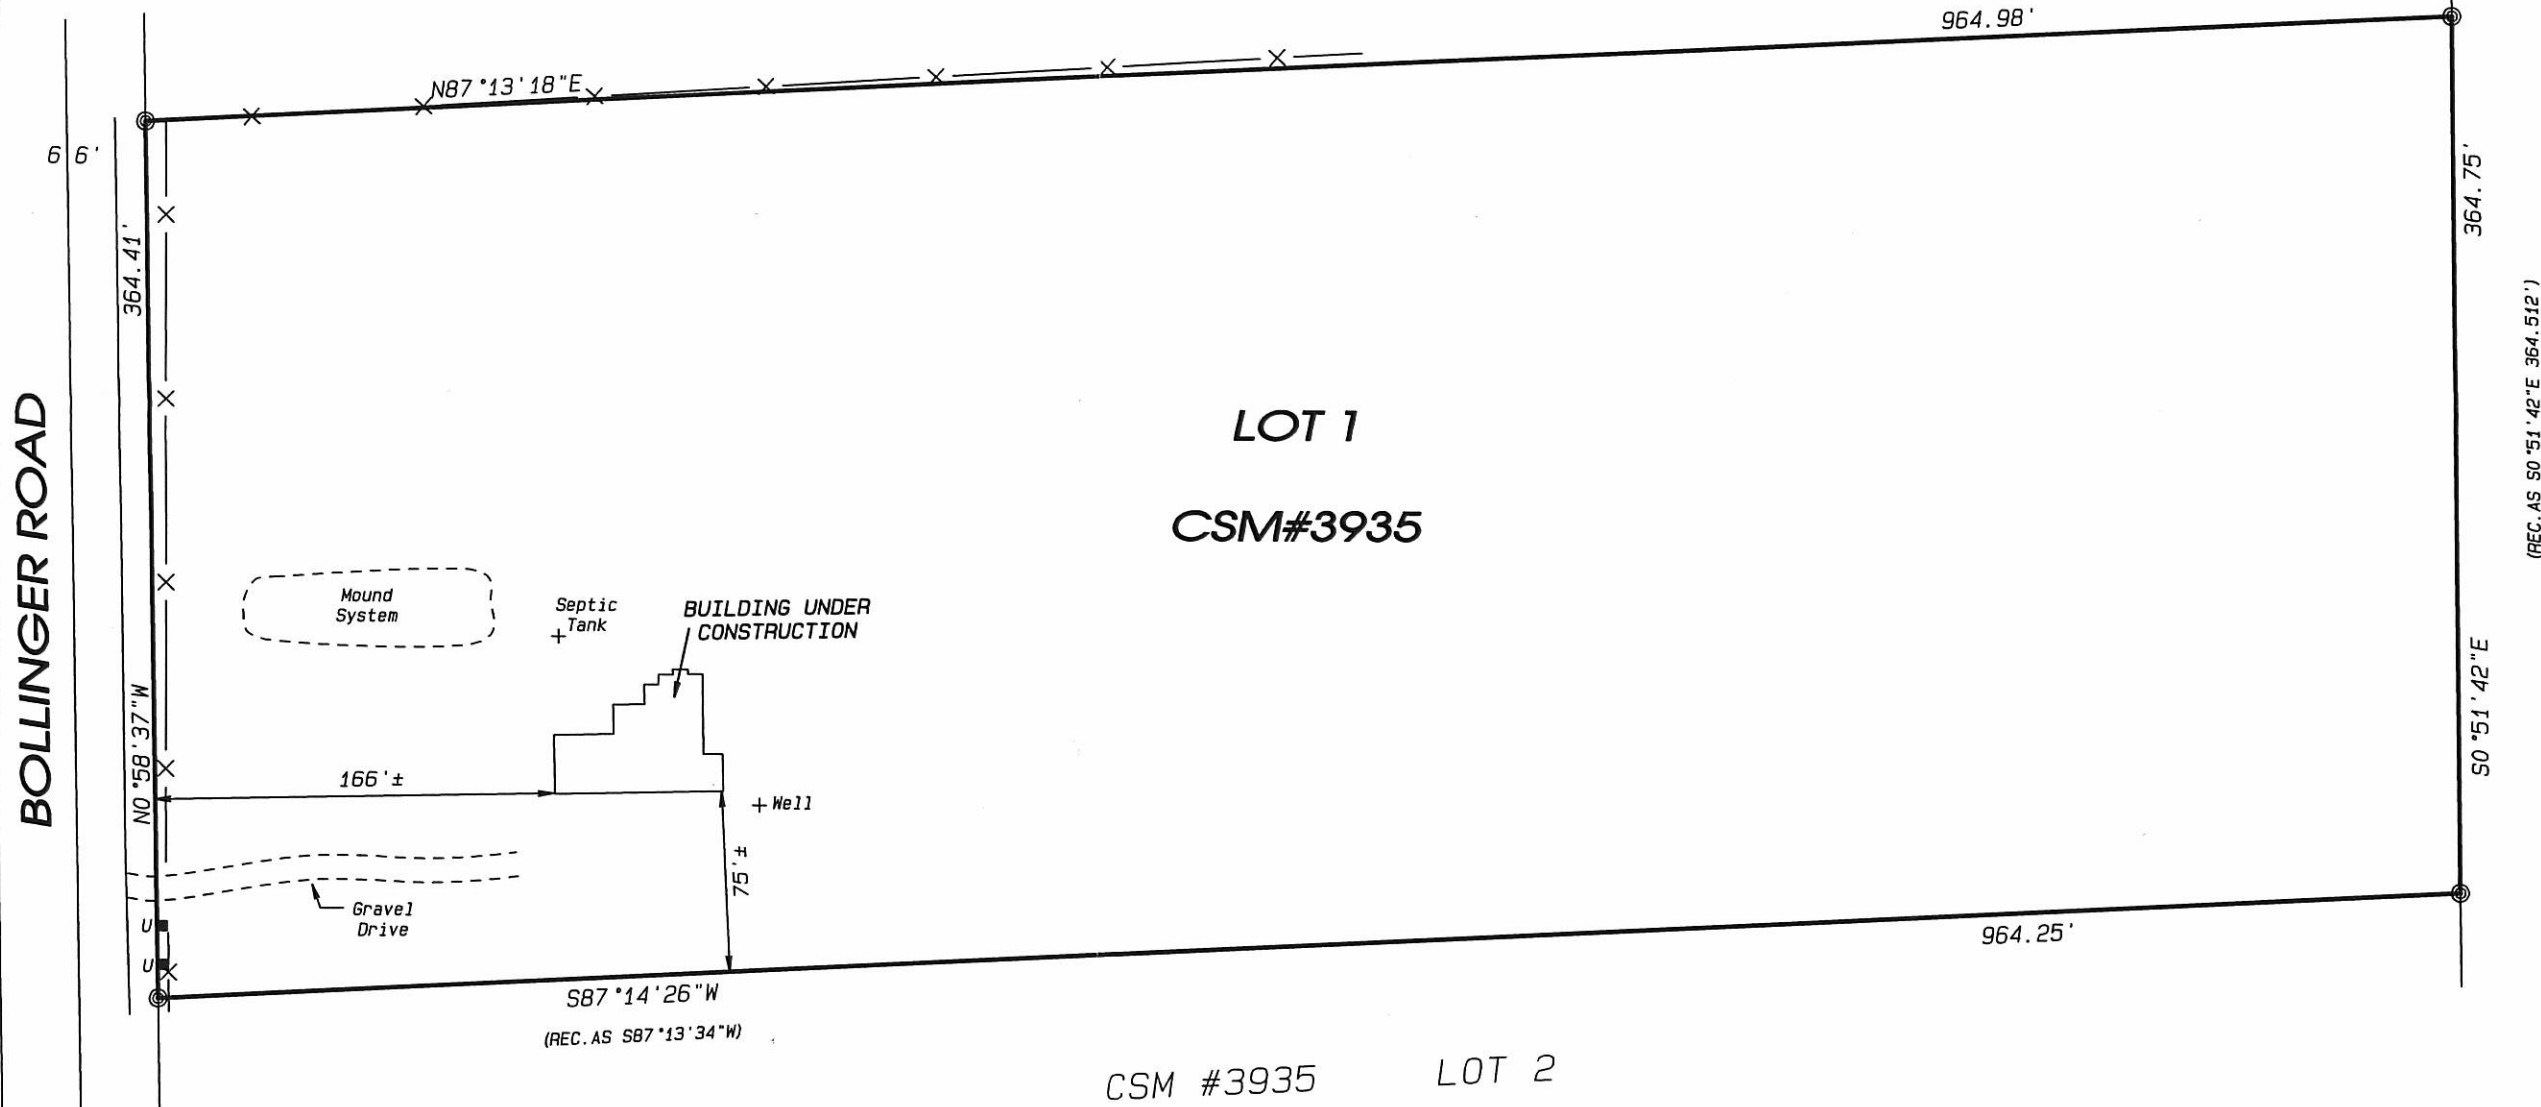 964.98'
N87°13'18"E
66'
364.41'
364.75'
(REC.AS S0°51'42"E 364.512')
BOLLINGER ROAD
LOT 1
CSM#3935
Mound
System
Septic
Tank
BUILDING UNDER
CONSTRUCTION
N0°58'37"W
S0°51'42"E
166'±
Well
75'±
Gravel
Drive
U
U
964.25'
S87°14'26"W
(REC.AS S87°13'34"W)
CSM #3935 LOT 2